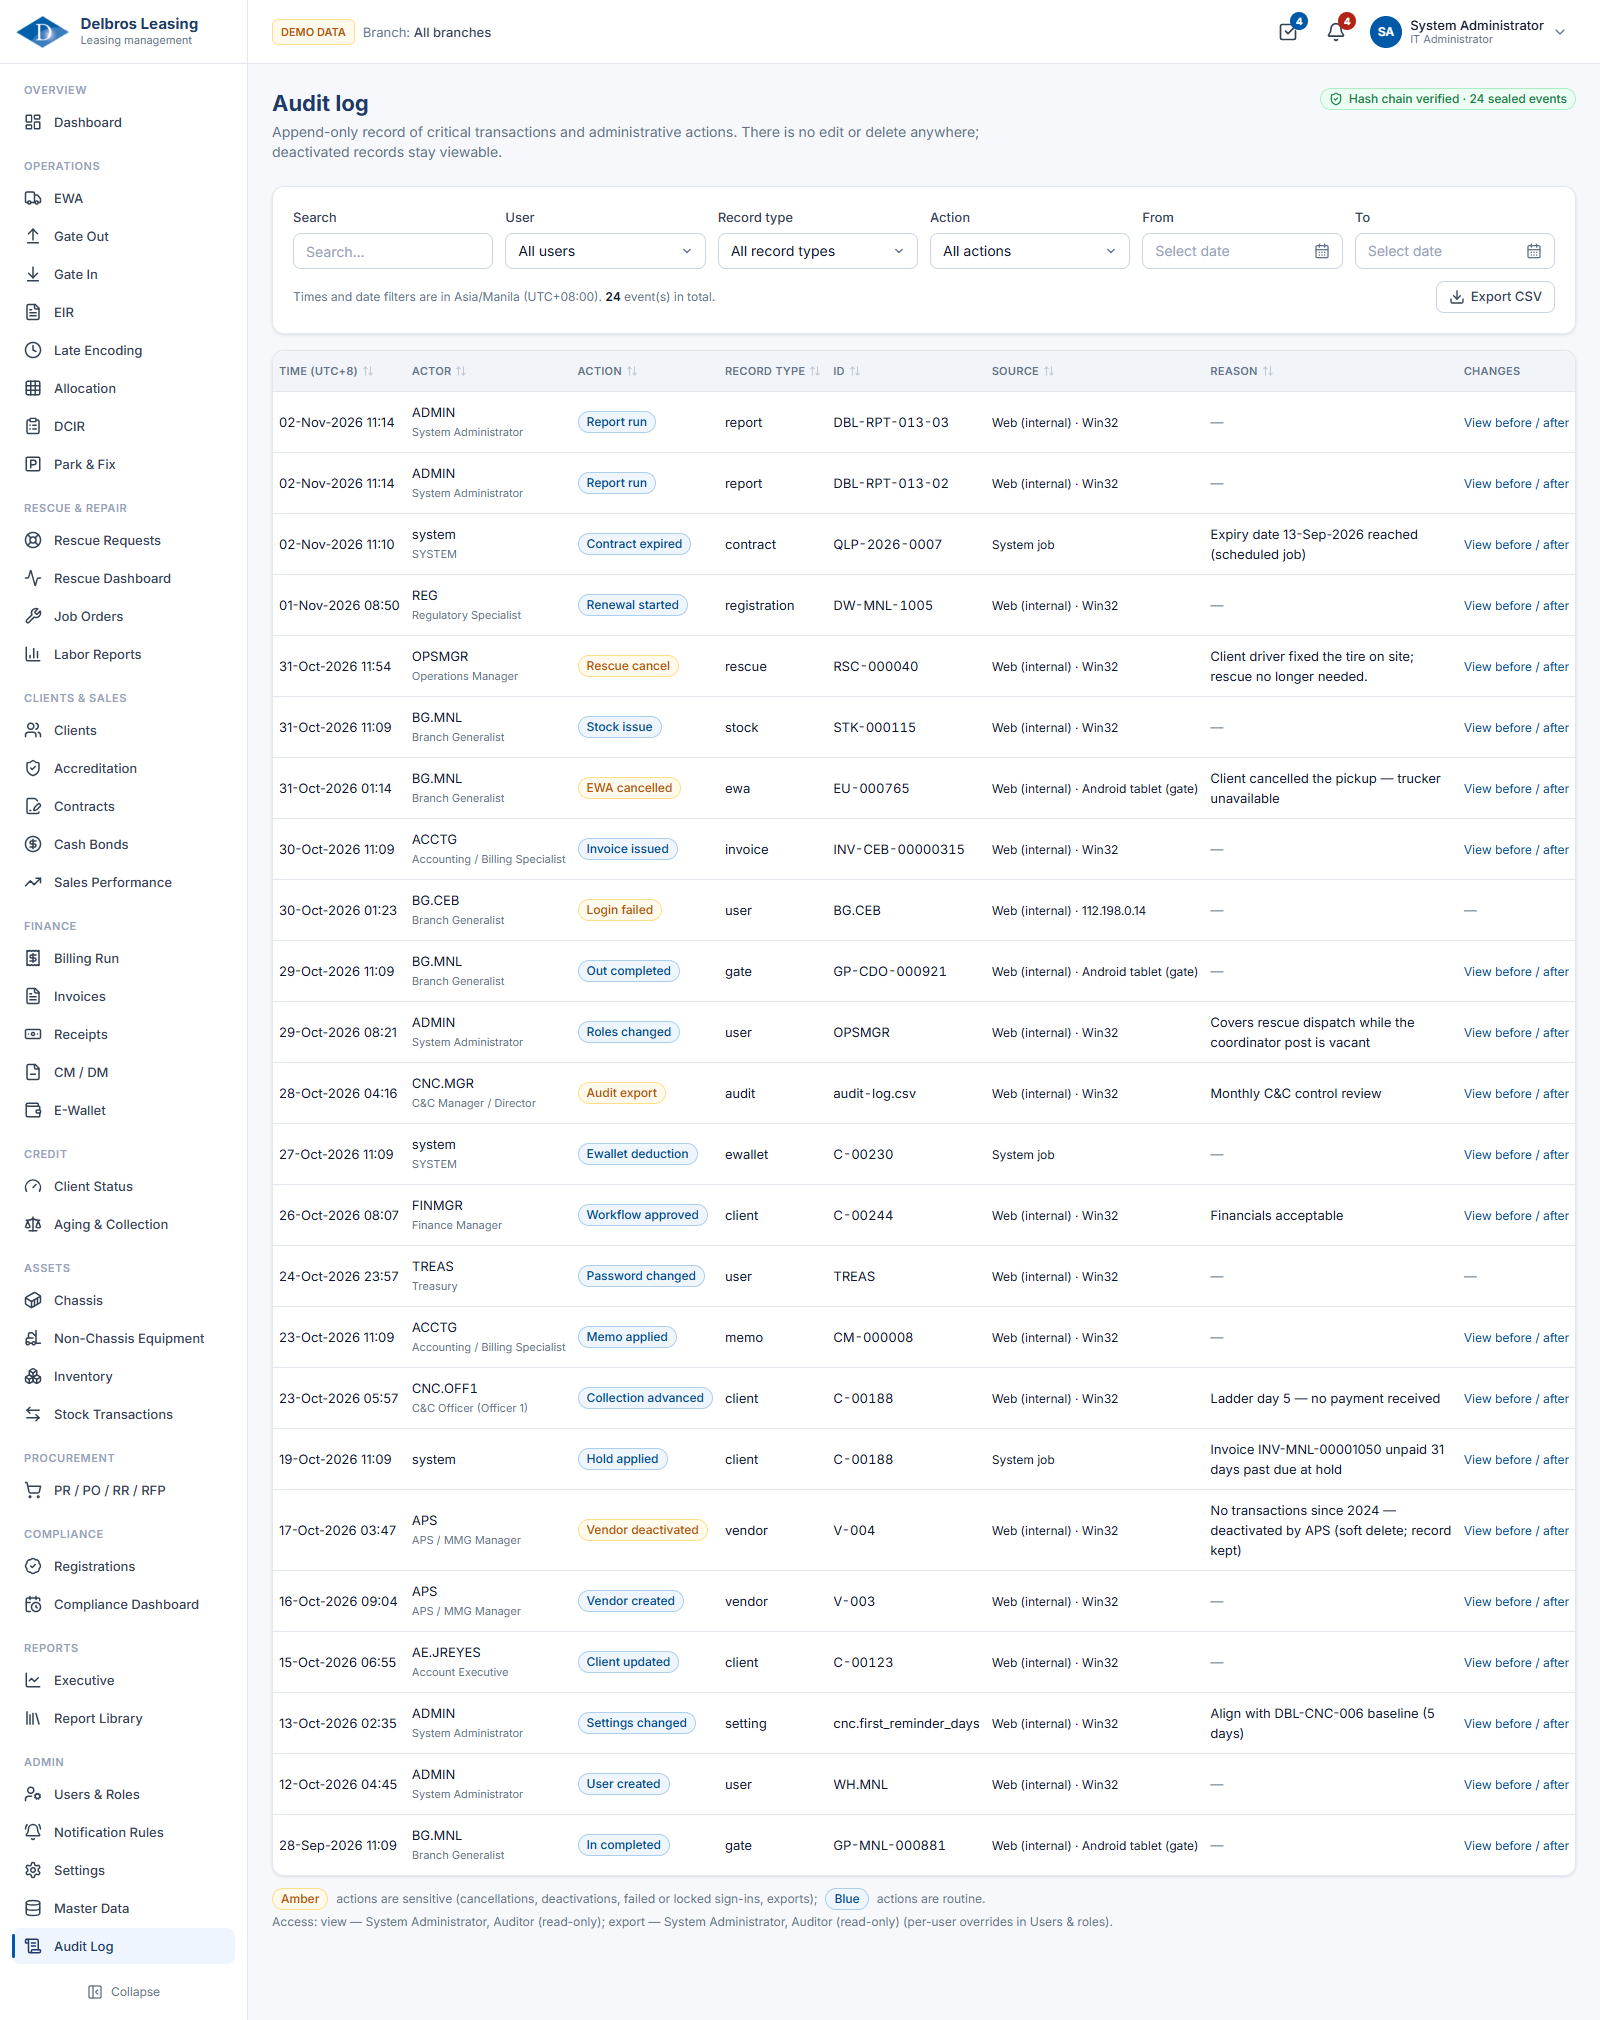 Delbros Leasing
Leasing management
DEMO DATA Branch: All branches
4
4
SA
System Administrator
IT Administrator
OVERVIEW
Dashboard
OPERATIONS
EWA
Gate Out
Gate In
EIR
Late Encoding
Allocation
DCIR
Park & Fix
RESCUE & REPAIR
Rescue Requests
Rescue Dashboard
Job Orders
Labor Reports
CLIENTS & SALES
Clients
Accreditation
Contracts
Cash Bonds
Sales Performance
FINANCE
Billing Run
Invoices
Receipts
CM / DM
E-Wallet
CREDIT
Client Status
Aging & Collection
ASSETS
Chassis
Non-Chassis Equipment
Inventory
Stock Transactions
PROCUREMENT
PR / PO / RR / RFP
COMPLIANCE
Registrations
Compliance Dashboard
REPORTS
Executive
Report Library
ADMIN
Users & Roles
Notification Rules
Settings
Master Data
Audit Log
Collapse
Audit log
Hash chain verified · 24 sealed events
Append-only record of critical transactions and administrative actions. There is no edit or delete anywhere;
deactivated records stay viewable.
Search User Record type Action From To
Search... All users All record types All actions Select date Select date
Times and date filters are in Asia/Manila (UTC+08:00). 24 event(s) in total.
Export CSV
TIME (UTC+8) ACTOR ACTION RECORD TYPE ID SOURCE REASON CHANGES
02-Nov-2026 11:14 ADMIN System Administrator Report run report DBL-RPT-013-03 Web (internal) · Win32 — View before / after
02-Nov-2026 11:14 ADMIN System Administrator Report run report DBL-RPT-013-02 Web (internal) · Win32 — View before / after
02-Nov-2026 11:10 system SYSTEM Contract expired contract QLP-2026-0007 System job Expiry date 13-Sep-2026 reached (scheduled job) View before / after
01-Nov-2026 08:50 REG Regulatory Specialist Renewal started registration DW-MNL-1005 Web (internal) · Win32 — View before / after
31-Oct-2026 11:54 OPSMGR Operations Manager Rescue cancel rescue RSC-000040 Web (internal) · Win32 Client driver fixed the tire on site; rescue no longer needed. View before / after
31-Oct-2026 11:09 BG.MNL Branch Generalist Stock issue stock STK-000115 Web (internal) · Win32 — View before / after
31-Oct-2026 01:14 BG.MNL Branch Generalist EWA cancelled ewa EU-000765 Web (internal) · Android tablet (gate) Client cancelled the pickup — trucker unavailable View before / after
30-Oct-2026 11:09 ACCTG Accounting / Billing Specialist Invoice issued invoice INV-CEB-00000315 Web (internal) · Win32 — View before / after
30-Oct-2026 01:23 BG.CEB Branch Generalist Login failed user BG.CEB Web (internal) · 112.198.0.14 — —
29-Oct-2026 11:09 BG.MNL Branch Generalist Out completed gate GP-CDO-000921 Web (internal) · Android tablet (gate) — View before / after
29-Oct-2026 08:21 ADMIN System Administrator Roles changed user OPSMGR Web (internal) · Win32 Covers rescue dispatch while the coordinator post is vacant View before / after
28-Oct-2026 04:16 CNC.MGR C&C Manager / Director Audit export audit audit-log.csv Web (internal) · Win32 Monthly C&C control review View before / after
27-Oct-2026 11:09 system SYSTEM Ewallet deduction ewallet C-00230 System job — View before / after
26-Oct-2026 08:07 FINMGR Finance Manager Workflow approved client C-00244 Web (internal) · Win32 Financials acceptable View before / after
24-Oct-2026 23:57 TREAS Treasury Password changed user TREAS Web (internal) · Win32 — —
23-Oct-2026 11:09 ACCTG Accounting / Billing Specialist Memo applied memo CM-000008 Web (internal) · Win32 — View before / after
23-Oct-2026 05:57 CNC.OFF1 C&C Officer (Officer 1) Collection advanced client C-00188 Web (internal) · Win32 Ladder day 5 — no payment received View before / after
19-Oct-2026 11:09 system Hold applied client C-00188 System job Invoice INV-MNL-00001050 unpaid 31 days past due at hold View before / after
17-Oct-2026 03:47 APS APS / MMG Manager Vendor deactivated vendor V-004 Web (internal) · Win32 No transactions since 2024 — deactivated by APS (soft delete; record kept) View before / after
16-Oct-2026 09:04 APS APS / MMG Manager Vendor created vendor V-003 Web (internal) · Win32 — View before / after
15-Oct-2026 06:55 AE.JREYES Account Executive Client updated client C-00123 Web (internal) · Win32 — View before / after
13-Oct-2026 02:35 ADMIN System Administrator Settings changed setting cnc.first_reminder_days Web (internal) · Win32 Align with DBL-CNC-006 baseline (5 days) View before / after
12-Oct-2026 04:45 ADMIN System Administrator User created user WH.MNL Web (internal) · Win32 — View before / after
28-Sep-2026 11:09 BG.MNL Branch Generalist In completed gate GP-MNL-000881 Web (internal) · Android tablet (gate) — View before / after
Amber actions are sensitive (cancellations, deactivations, failed or locked sign-ins, exports); Blue actions are routine.
Access: view — System Administrator, Auditor (read-only); export — System Administrator, Auditor (read-only) (per-user overrides in Users & roles).